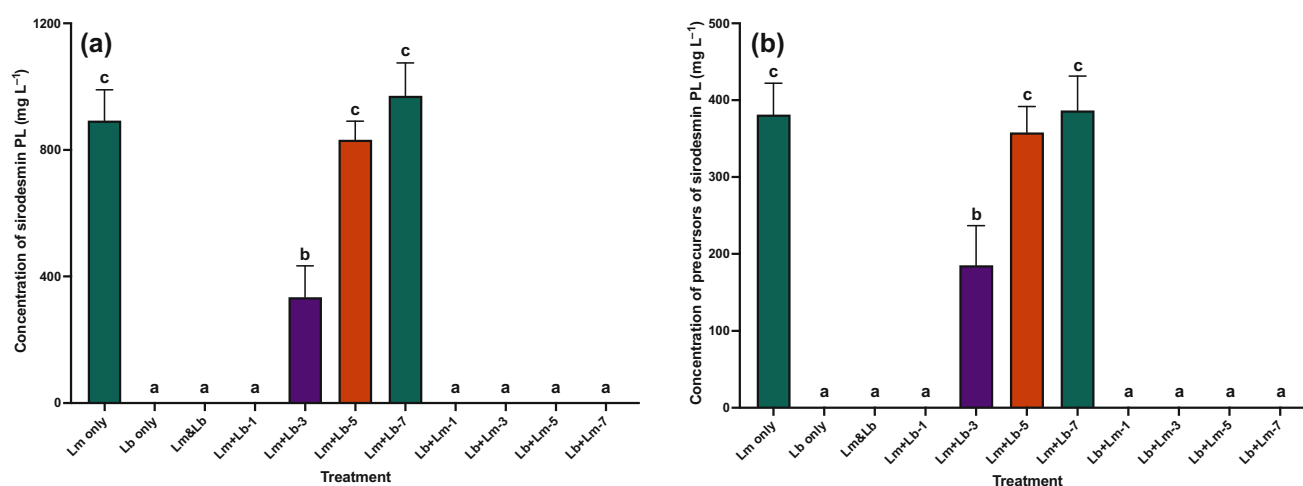 (a)
Concentration of sirodesmin PL (mg L⁻¹)
1200
800
400
0
c
a
a
a
b
c
c
a
a
a
a
Lm only
Lb only
Lm&Lb
Lm+Lb-1
Lm+Lb-3
Lm+Lb-5
Lm+Lb-7
Lb+Lm-1
Lb+Lm-3
Lb+Lm-5
Lb+Lm-7
Treatment
(b)
Concentration of precursors of sirodesmin PL (mg L⁻¹)
500
400
300
200
100
0
c
a
a
a
b
c
c
a
a
a
a
Lm only
Lb only
Lm&Lb
Lm+Lb-1
Lm+Lb-3
Lm+Lb-5
Lm+Lb-7
Lb+Lm-1
Lb+Lm-3
Lb+Lm-5
Lb+Lm-7
Treatment